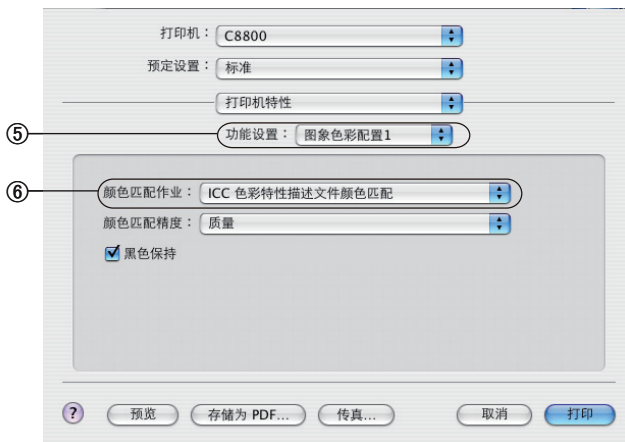 打印机： C8800
预定设置： 标准
打印机特性
⑤ 功能设置： 图象色彩配置1
⑥ 颜色匹配作业： ICC 色彩特性描述文件颜色匹配
颜色匹配精度： 质量
黑色保持
? 预览 存储为 PDF... 传真... 取消 打印